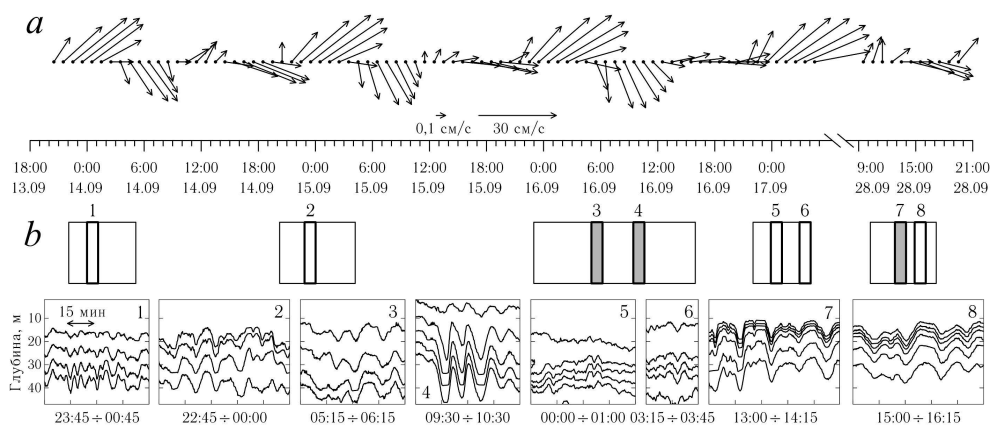 a
0,1 см/с 30 см/с
18:00 0:00 6:00 12:00 18:00 0:00 6:00 12:00 18:00 0:00 6:00 12:00 18:00 0:00 9:00 15:00 21:00
13.09 14.09 14.09 14.09 14.09 15.09 15.09 15.09 15.09 16.09 16.09 16.09 16.09 17.09 28.09 28.09 28.09
b
1 2 3 4 5 6 7 8
Глубина, м
10
20
30
40
15 мин
1 2 3 4 5 6 7 8
23:45÷00:45 22:45÷00:00 05:15÷06:15 09:30÷10:30 00:00÷01:00 03:15÷03:45 13:00÷14:15 15:00÷16:15